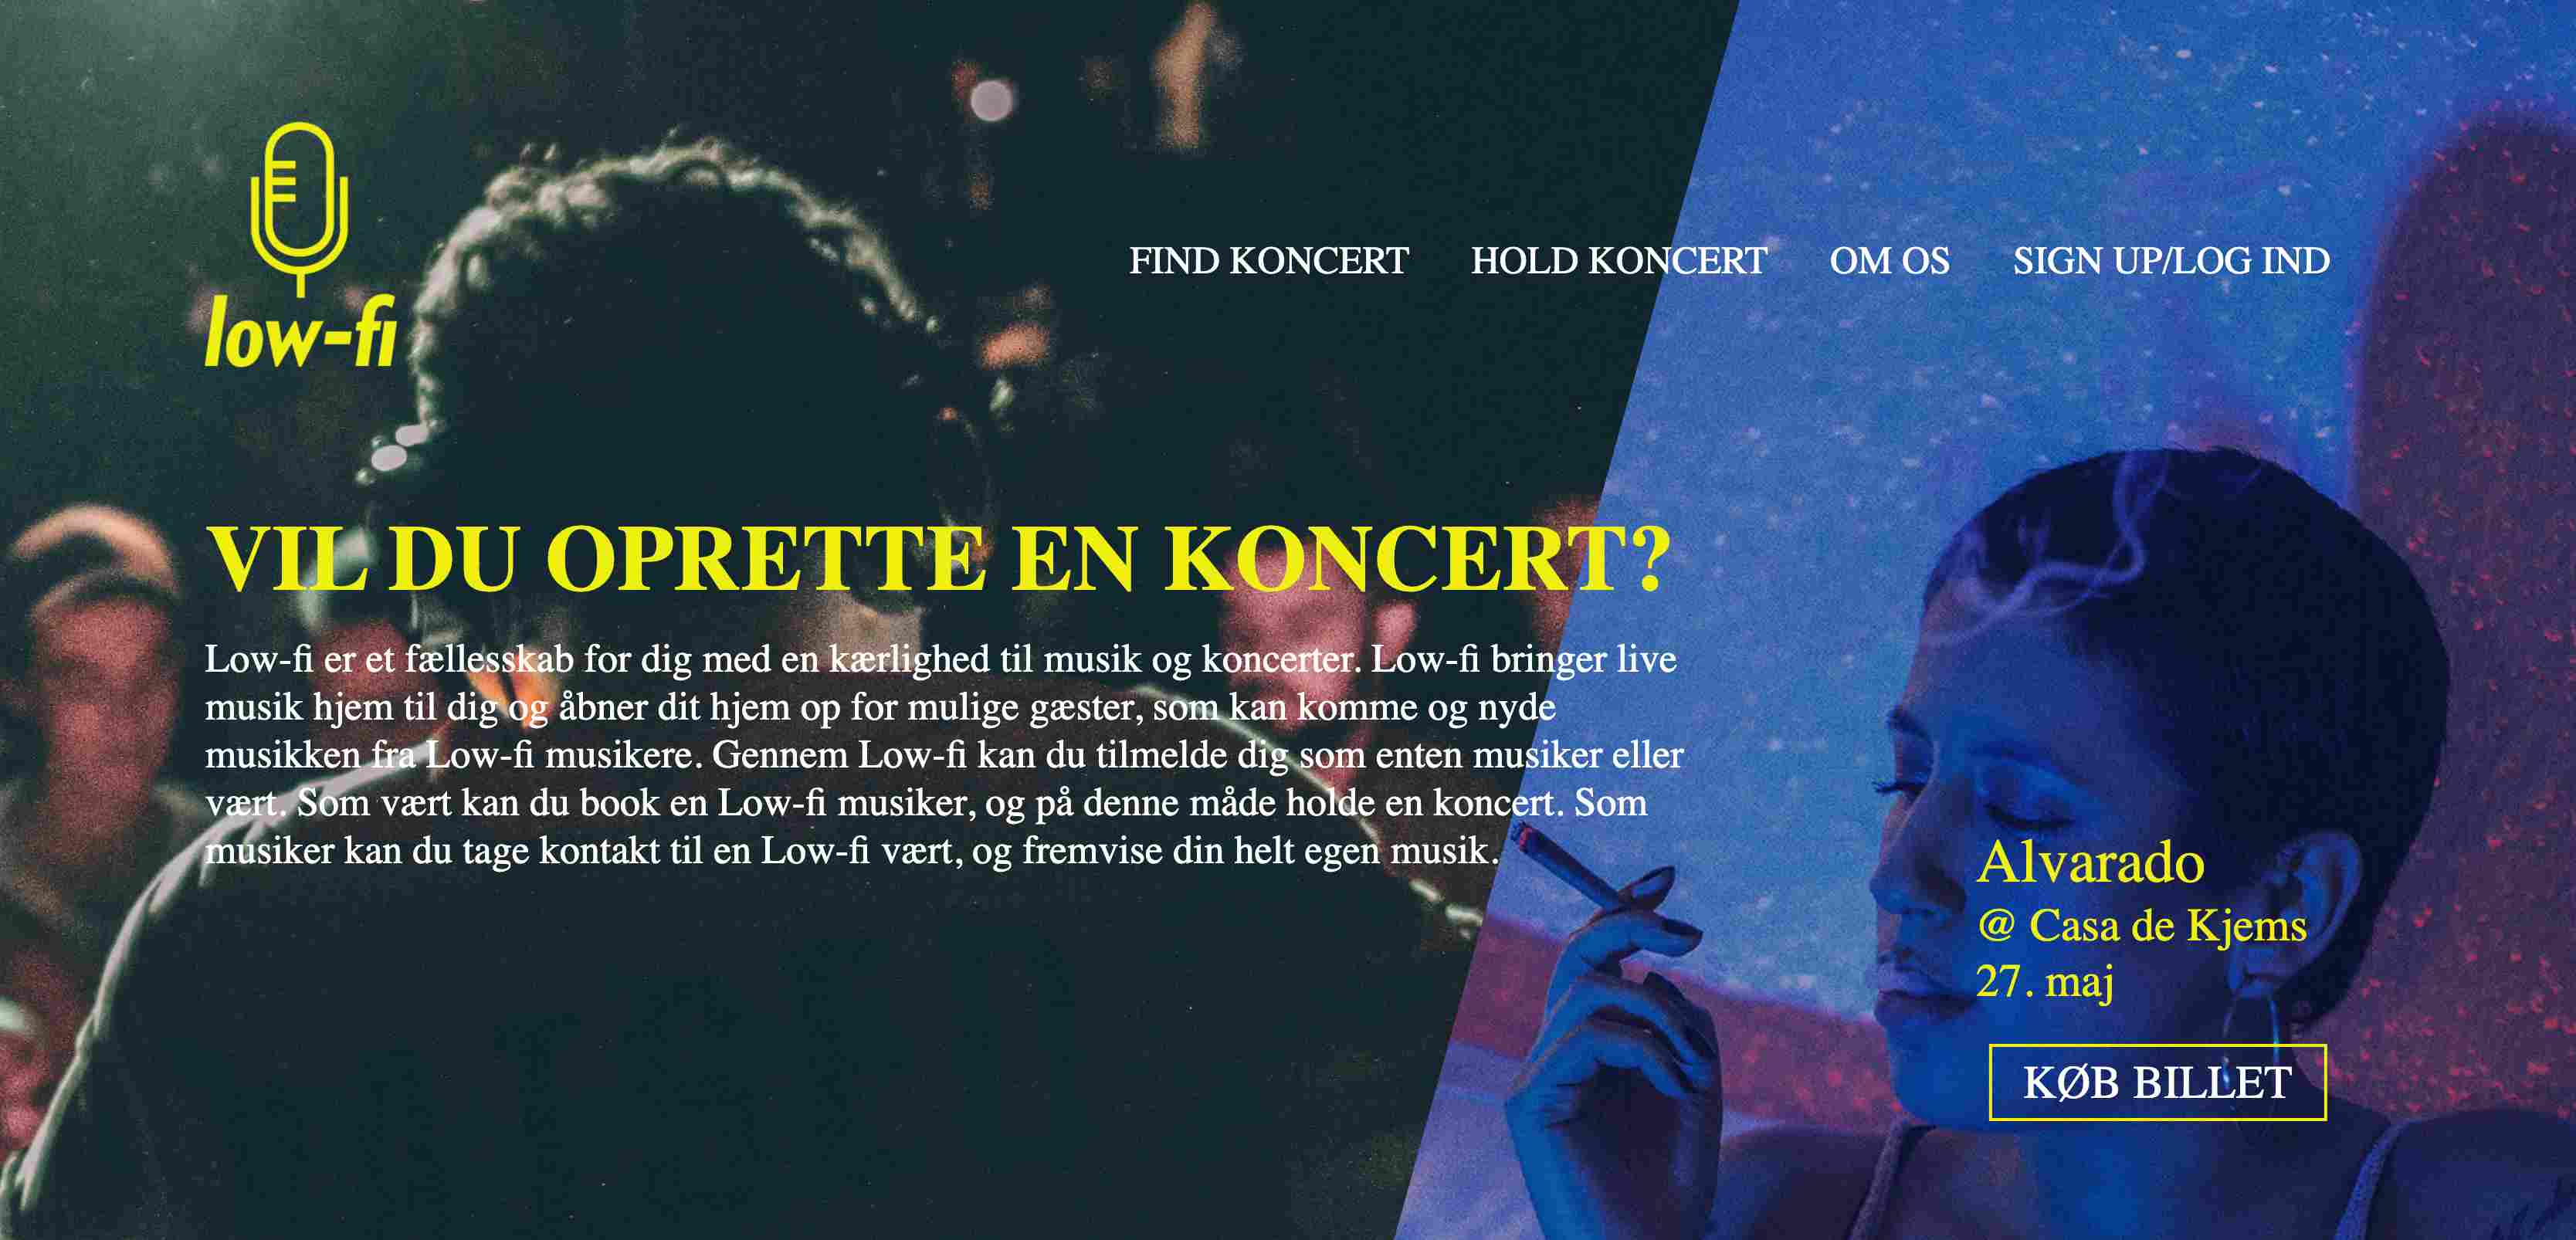 low-fi
FIND KONCERT HOLD KONCERT OM OS SIGN UP/LOG IND
VIL DU OPRETTE EN KONCERT?
Low-fi er et fællesskab for dig med en kærlighed til musik og koncerter. Low-fi bringer live
musik hjem til dig og åbner dit hjem op for mulige gæster, som kan komme og nyde
musikken fra Low-fi musikere. Gennem Low-fi kan du tilmelde dig som enten musiker eller
vært. Som vært kan du book en Low-fi musiker, og på denne måde holde en koncert. Som
musiker kan du tage kontakt til en Low-fi vært, og fremvise din helt egen musik.
Alvarado
@ Casa de Kjems
27. maj
KØB BILLET